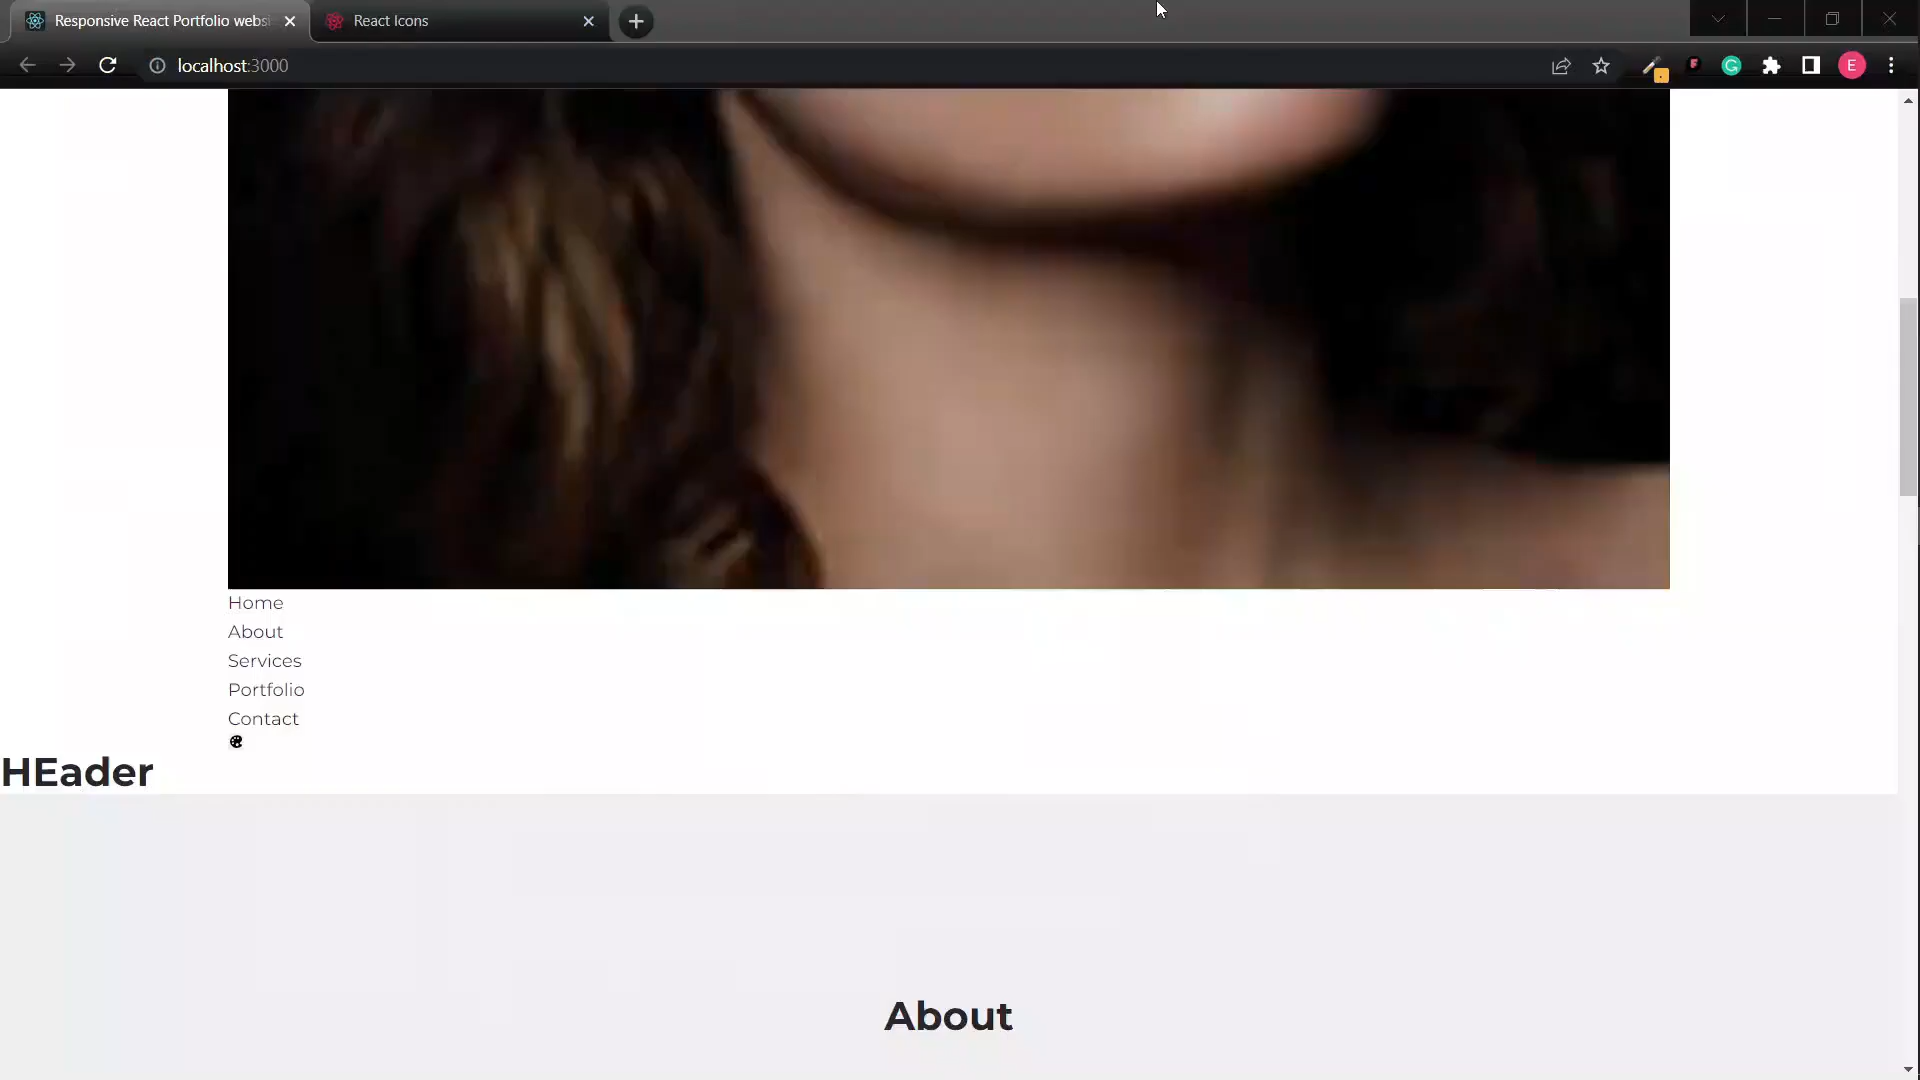 Responsive React Portfolio websi
React Icons
localhost:3000
E
Home
About
Services
Portfolio
Contact
HEader
About